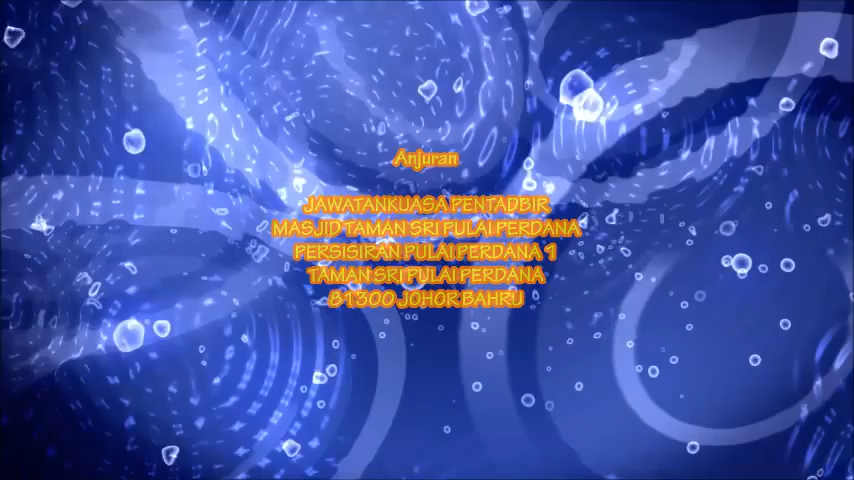 Anjuran
JAWATANKUASA PENTADBIR
MASJID TAMAN SRI PULAI PERDANA
PERSISIRAN PULAI PERDANA 1
TAMAN SRI PULAI PERDANA
81300 JOHOR BAHRU